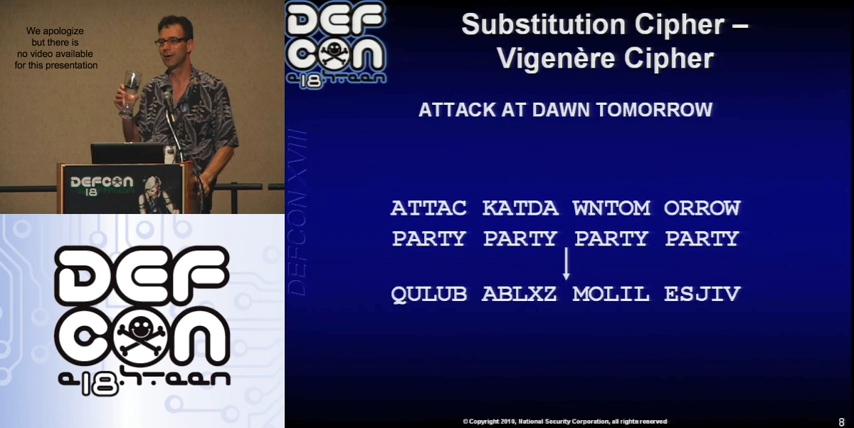 We apologize
but there is
no video available
for this presentation
DEFCON
18
DEF
CON
e18hteen
DEF
CON
e18hteen
Substitution Cipher –
Vigenère Cipher
ATTACK AT DAWN TOMORROW
DEFCON XVIII
ATTAC KATDA WNTOM ORROW
PARTY PARTY PARTY PARTY
QULUB ABLXZ MOLIL ESJIV
© Copyright 2010, National Security Corporation, all rights reserved
8